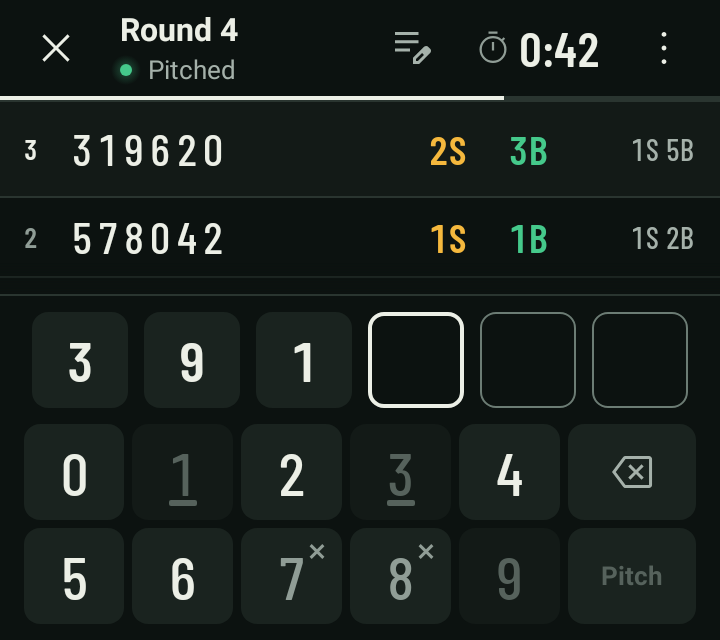 Round 4
Pitched
0:42
3 319620 2S 3B 1S 5B
2 578042 1S 1B 1S 2B
3 9 1
0 1 2 3 4
5 6 7 8 9 Pitch